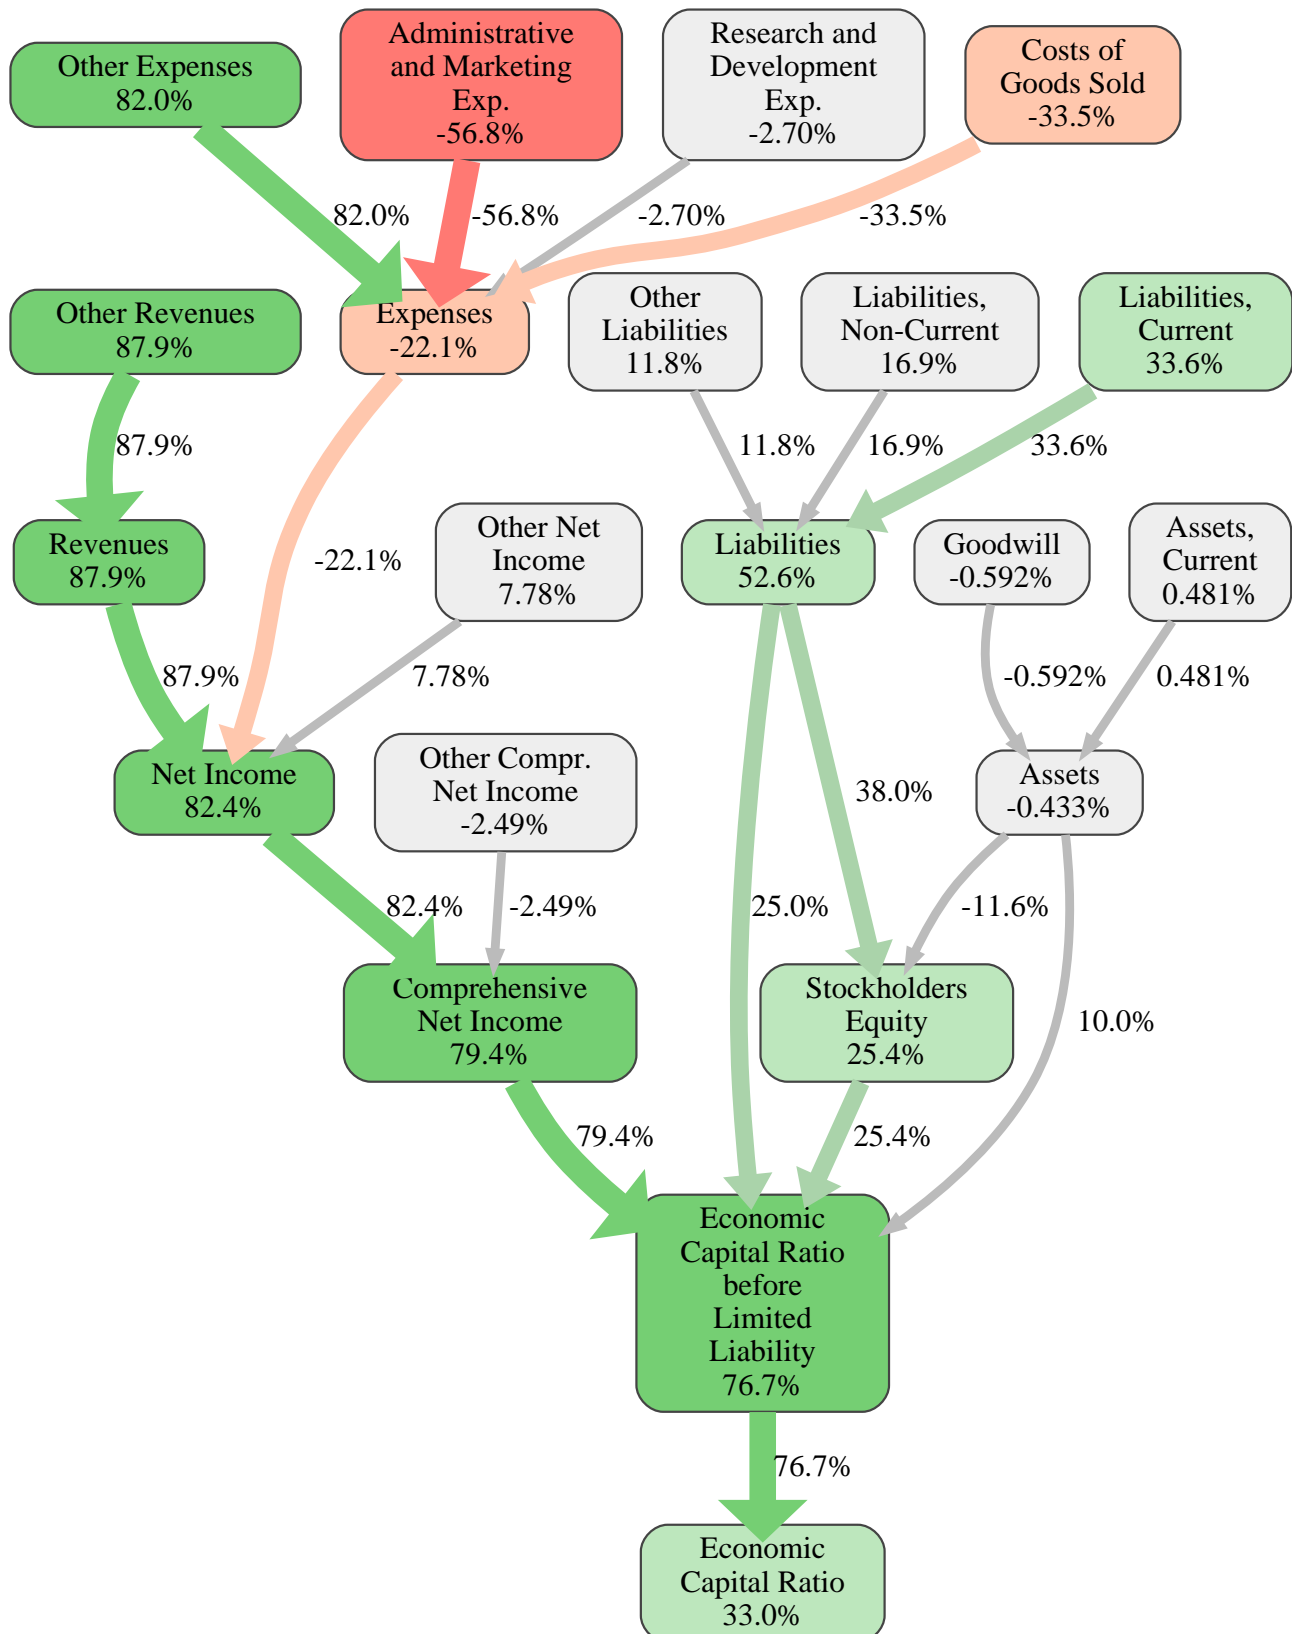 Other Expenses
82.0%
Administrative
and Marketing
Exp.
-56.8%
Research and
Development
Exp.
-2.70%
Costs of
Goods Sold
-33.5%
82.0%
-56.8%
-2.70%
-33.5%
Other Revenues
87.9%
Expenses
-22.1%
Other
Liabilities
11.8%
Liabilities,
Non-Current
16.9%
Liabilities,
Current
33.6%
87.9%
11.8%
16.9%
33.6%
Revenues
87.9%
-22.1%
Other Net
Income
7.78%
Liabilities
52.6%
Goodwill
-0.592%
Assets,
Current
0.481%
87.9%
7.78%
-0.592%
0.481%
Net Income
82.4%
Other Compr.
Net Income
-2.49%
38.0%
Assets
-0.433%
82.4%
-2.49%
25.0%
-11.6%
Comprehensive
Net Income
79.4%
Stockholders
Equity
25.4%
10.0%
79.4%
25.4%
Economic
Capital Ratio
before
Limited
Liability
76.7%
76.7%
Economic
Capital Ratio
33.0%